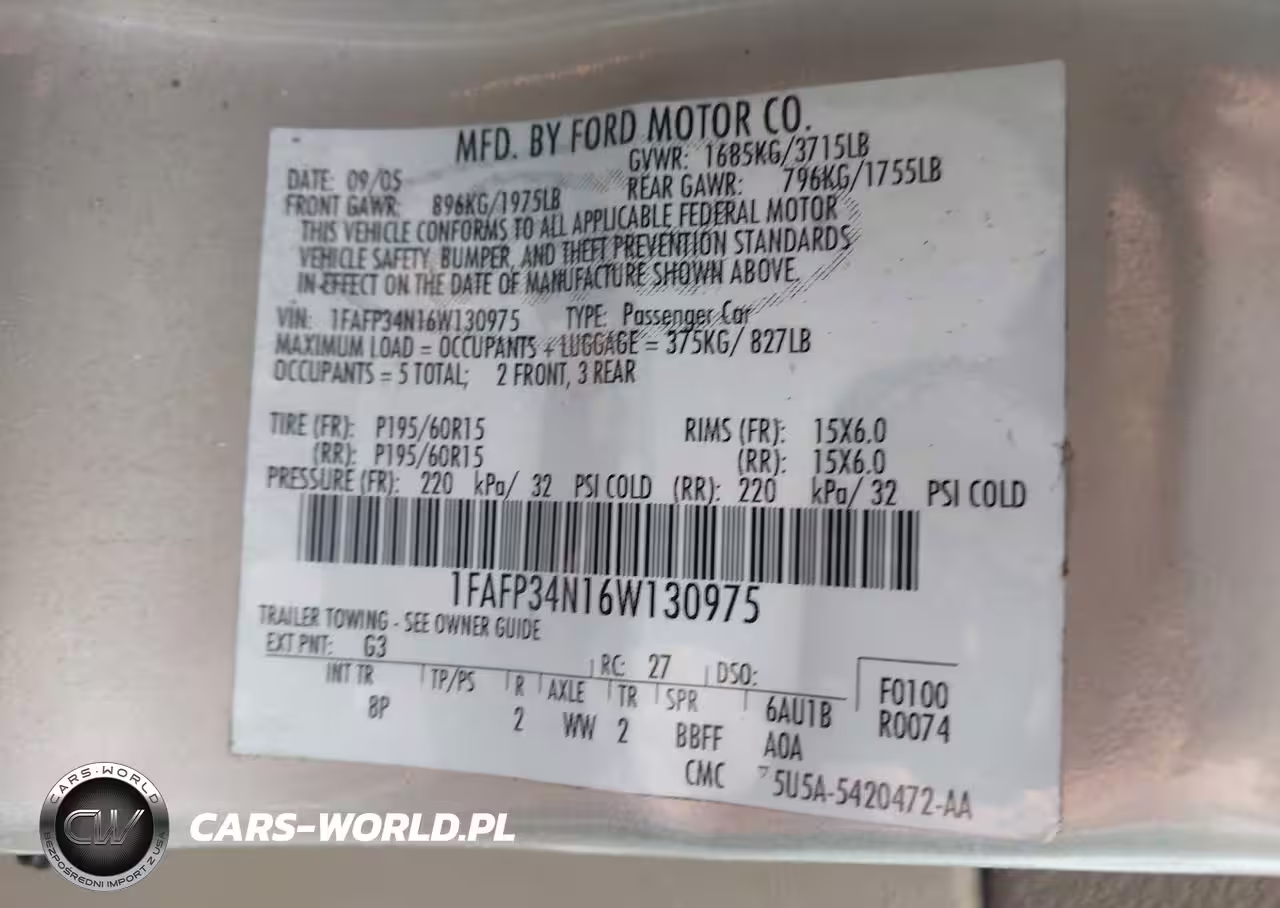 MFD. BY FORD MOTOR CO.
DATE: 09/05 GVWR: 1685KG/3715LB
FRONT GAWR: 896KG/1975LB REAR GAWR: 796KG/1755LB
THIS VEHICLE CONFORMS TO ALL APPLICABLE FEDERAL MOTOR
VEHICLE SAFETY, BUMPER, AND THEFT PREVENTION STANDARDS
IN EFFECT ON THE DATE OF MANUFACTURE SHOWN ABOVE.
VIN: 1FAFP34N16W130975 TYPE: Passenger Car
MAXIMUM LOAD = OCCUPANTS + LUGGAGE = 375KG/ 827LB
OCCUPANTS = 5 TOTAL; 2 FRONT, 3 REAR
TIRE (FR): P195/60R15 RIMS (FR): 15X6.0
(RR): P195/60R15 (RR): 15X6.0
PRESSURE (FR): 220 kPa/ 32 PSI COLD (RR): 220 kPa/ 32 PSI COLD
1FAFP34N16W130975
TRAILER TOWING - SEE OWNER GUIDE
EXT PNT: G3 RC: 27 DSO: F0100
INT TR TP/PS R AXLE TR SPR 6AU1B R0074
8P 2 WW 2 BBFF A0A
CMC 5U5A-5420472-AA
CARS-WORLD
CW
BEZPOŚREDNI IMPORT Z USA
CARS-WORLD.PL